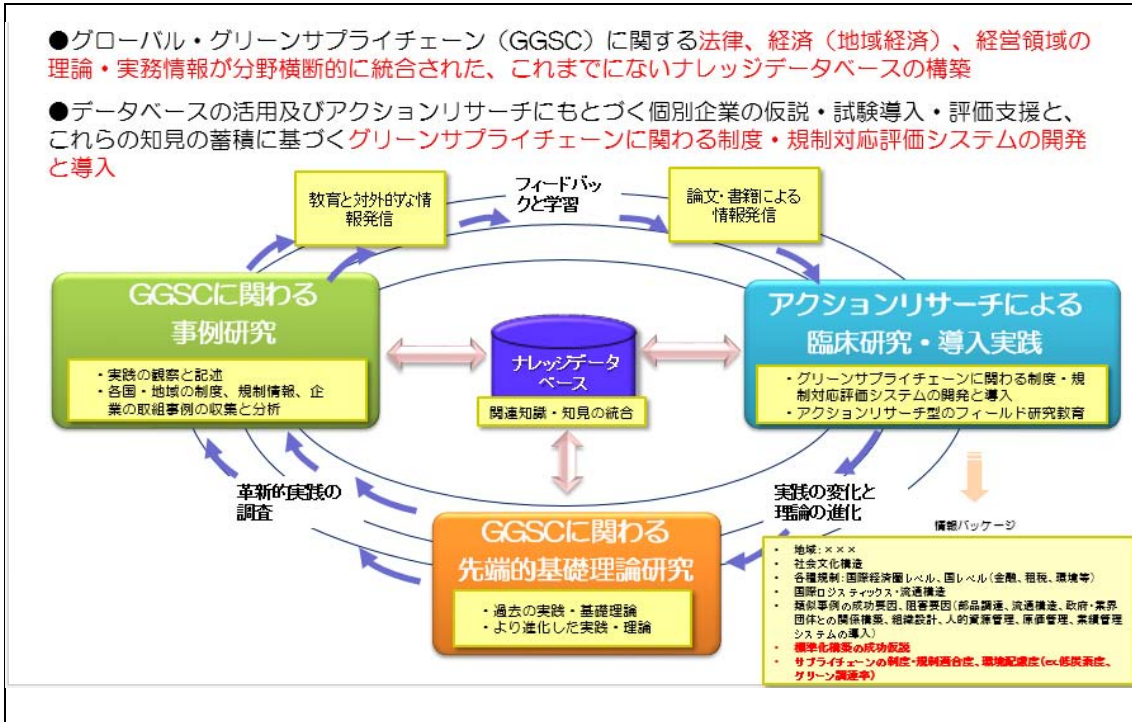 ●グローバル・グリーンサプライチェーン（GGSC）に関する法律、経済（地域経済）、経営領域の
理論・実務情報が分野横断的に統合された、これまでにないナレッジデータベースの構築
●データベースの活用及びアクションリサーチにもとづく個別企業の仮説・試験導入・評価支援と、
これらの知見の蓄積に基づくグリーンサプライチェーンに関わる制度・規制対応評価システムの開発
と導入
教育と対外的な情
報発信
フィードバッ
クと学習
論文・書籍による
情報発信
GGSCに関わる
事例研究
・実践の観察と記述
・各国・地域の制度、規制情報、企
業の取組事例の収集と分析
ナレッジデータ
ベース
関連知識・知見の統合
アクションリサーチによる
臨床研究・導入実践
・グリーンサプライチェーンに関わる制度・規
制対応評価システムの開発と導入
・アクションリサーチ型のフィールド研究教育
革新的実践の
調査
GGSCに関わる
先端的基礎理論研究
・過去の実践・基礎理論
・より進化した実践・理論
実践の変化と
理論の進化
情報パッケージ
・ 地域：×××
・ 社会文化構造
・ 各種規制：国際経済圏レベル、国レベル（金融、租税、環境等）
・ 国際ロジスティックス・流通構造
・ 類似事例の成功要因、阻害要因（部品調達、流通構造、政府・業界
団体との関係構築、組織設計、人的資源管理、原価管理、業績管理
システムの導入）
・ 標準化構築の成功仮説
・ サプライチェーンの制度・規制適合度、環境配慮度（ex.低炭素度、
グリーン調達率）